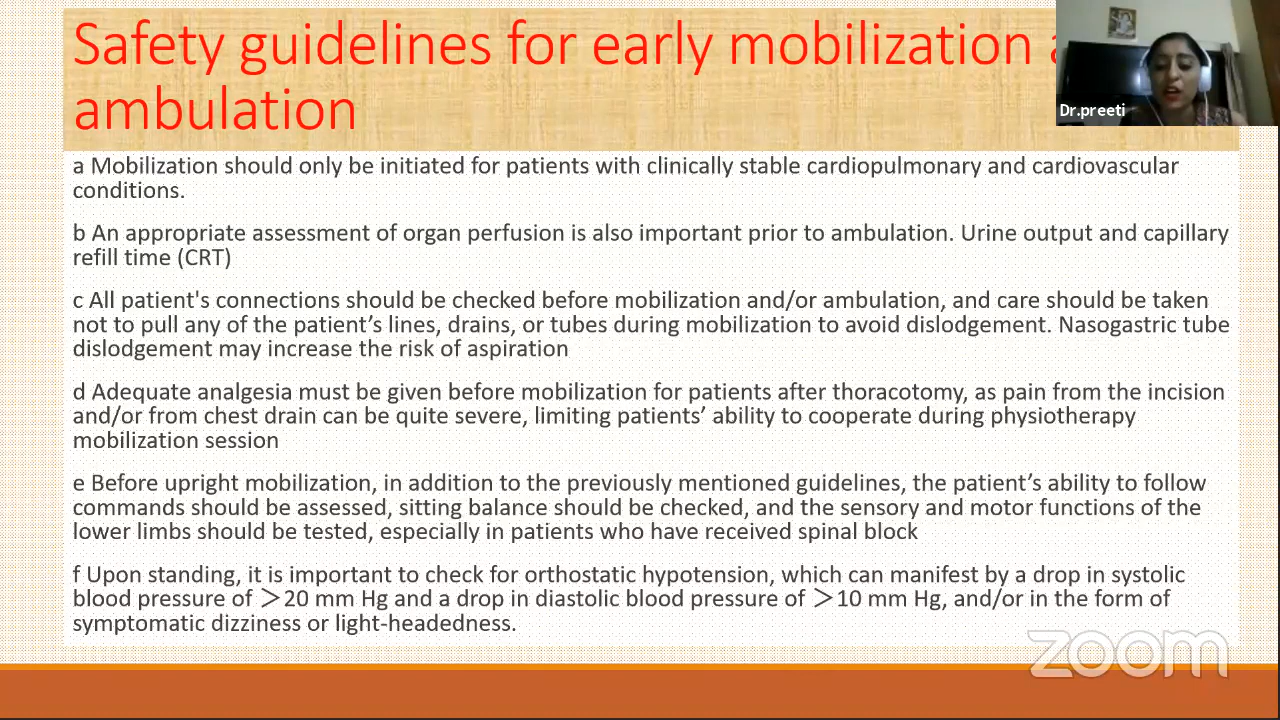 Safety guidelines for early mobilization
ambulation
Dr.preeti
a Mobilization should only be initiated for patients with clinically stable cardiopulmonary and cardiovascular
conditions.
b An appropriate assessment of organ perfusion is also important prior to ambulation. Urine output and capillary
refill time (CRT)
c All patient's connections should be checked before mobilization and/or ambulation, and care should be taken
not to pull any of the patient’s lines, drains, or tubes during mobilization to avoid dislodgement. Nasogastric tube
dislodgement may increase the risk of aspiration
d Adequate analgesia must be given before mobilization for patients after thoracotomy, as pain from the incision
and/or from chest drain can be quite severe, limiting patients’ ability to cooperate during physiotherapy
mobilization session
e Before upright mobilization, in addition to the previously mentioned guidelines, the patient’s ability to follow
commands should be assessed, sitting balance should be checked, and the sensory and motor functions of the
lower limbs should be tested, especially in patients who have received spinal block
f Upon standing, it is important to check for orthostatic hypotension, which can manifest by a drop in systolic
blood pressure of ＞20 mm Hg and a drop in diastolic blood pressure of ＞10 mm Hg, and/or in the form of
symptomatic dizziness or light-headedness.
zoom